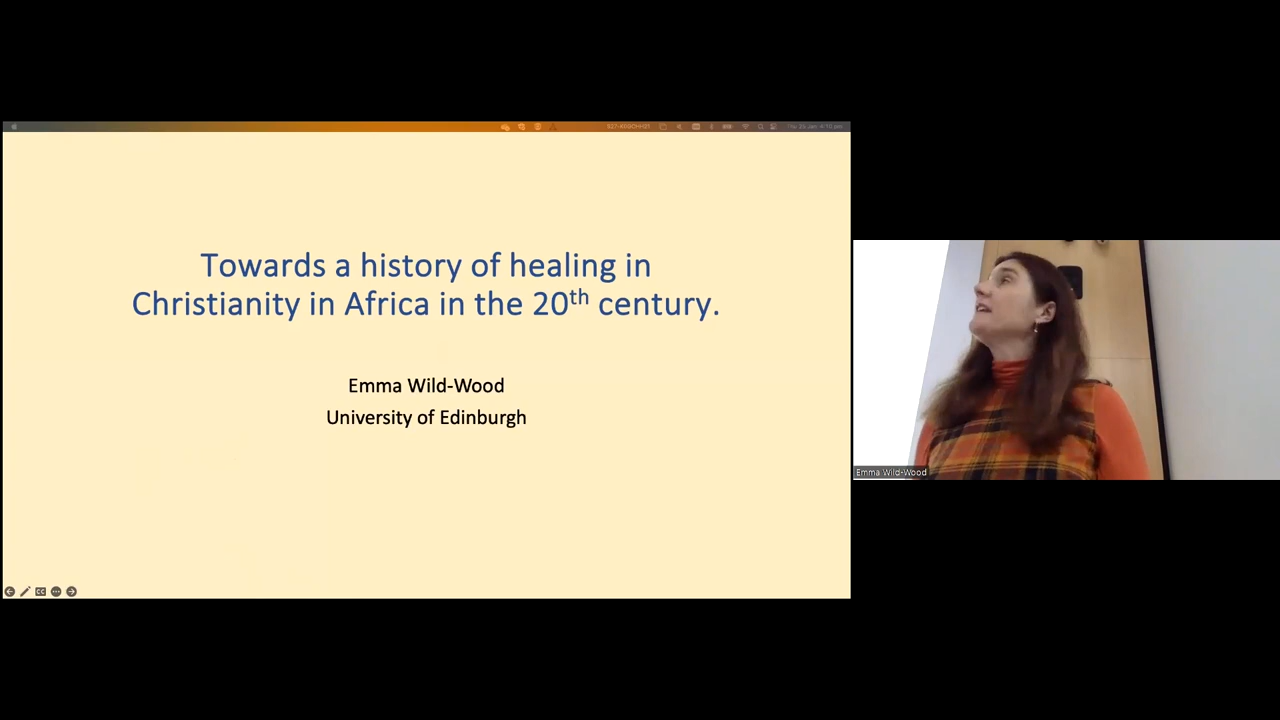 Towards a history of healing in
Christianity in Africa in the 20th century.
Emma Wild-Wood
University of Edinburgh
Emma Wild-Wood